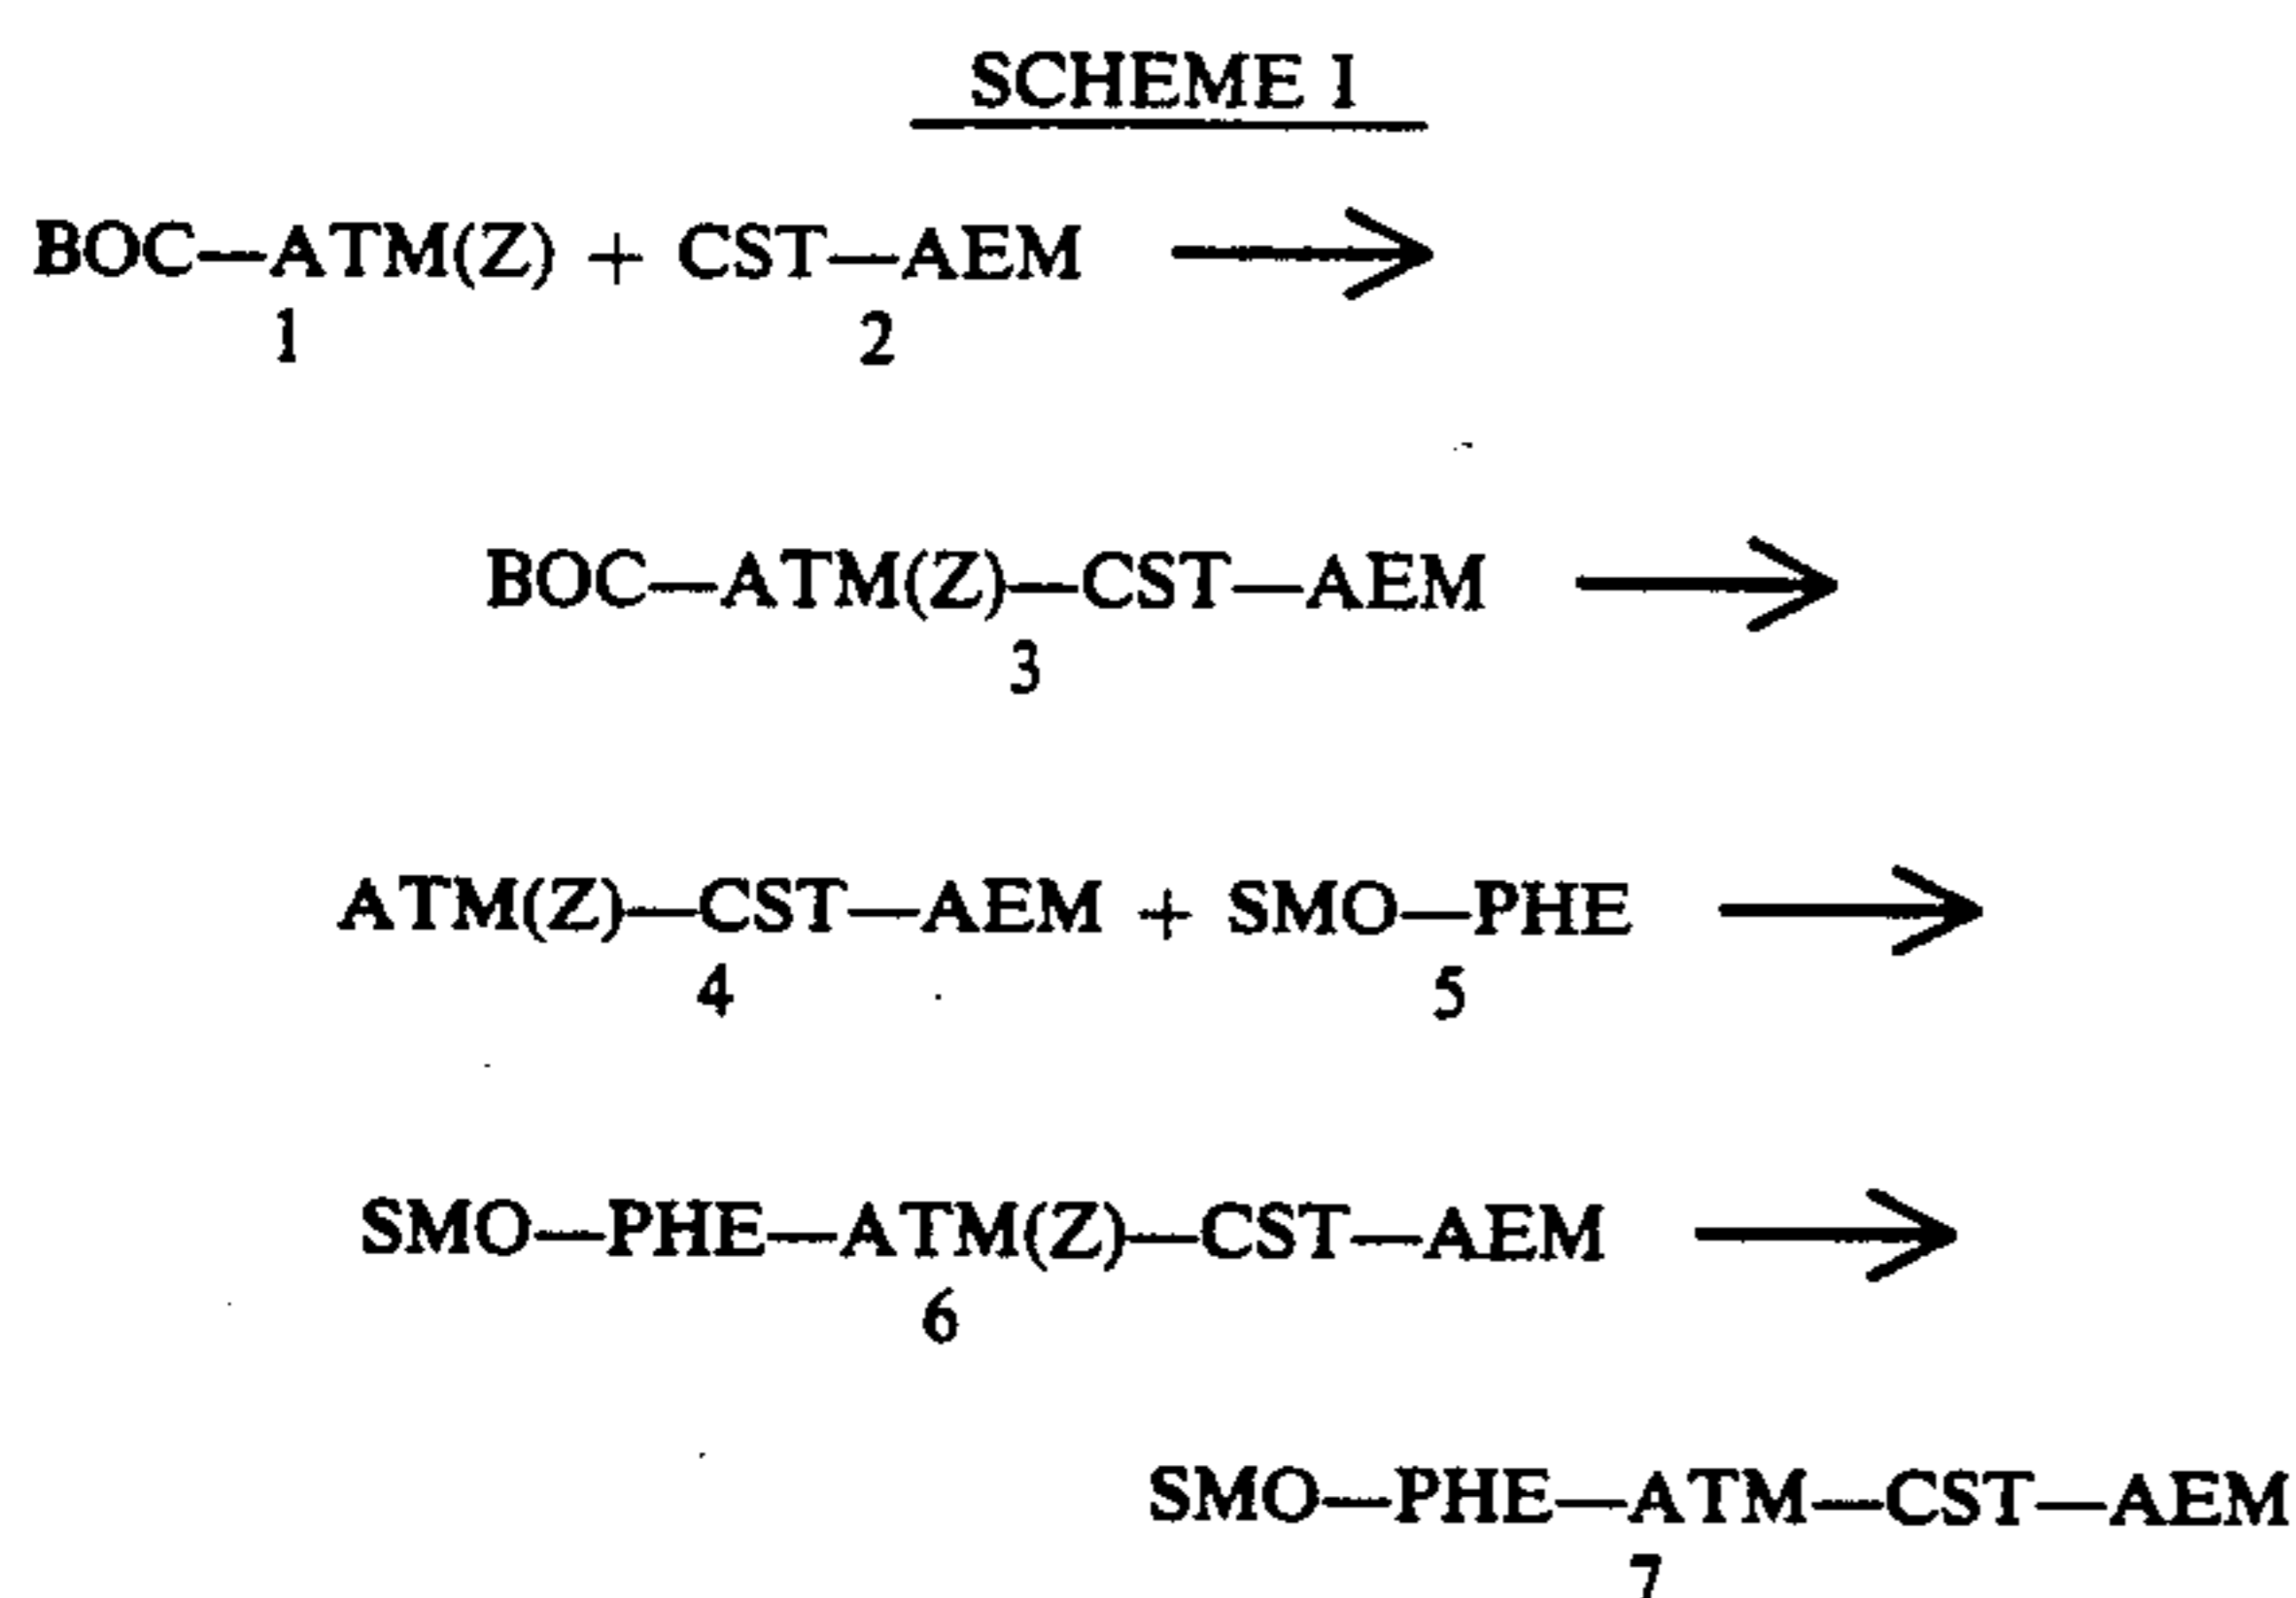 SCHEME I
BOC—ATM(Z) + CST—AEM
1 2
BOC—ATM(Z)—CST—AEM
3
ATM(Z)—CST—AEM + SMO—PHE
4 5
SMO—PHE—ATM(Z)—CST—AEM
6
SMO—PHE—ATM—CST—AEM
7